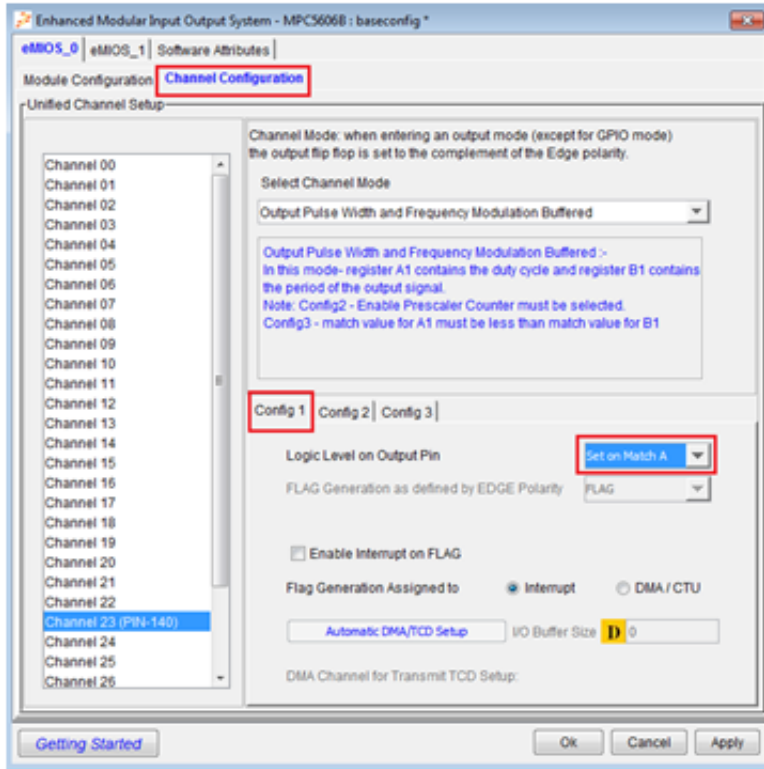 Enhanced Modular Input Output System - MPC5606B : baseconfig *
eMIOS_0 eMIOS_1 Software Attributes
Module Configuration Channel Configuration
Unified Channel Setup
Channel Mode: when entering an output mode (except for GPIO mode)
the output flip flop is set to the complement of the Edge polarity.
Select Channel Mode
Output Pulse Width and Frequency Modulation Buffered
Output Pulse Width and Frequency Modulation Buffered :-
In this mode- register A1 contains the duty cycle and register B1 contains
the period of the output signal.
Note: Config2 - Enable Prescaler Counter must be selected.
Config3 - match value for A1 must be less than match value for B1
Channel 00
Channel 01
Channel 02
Channel 03
Channel 04
Channel 05
Channel 06
Channel 07
Channel 08
Channel 09
Channel 10
Channel 11
Channel 12
Channel 13
Channel 14
Channel 15
Channel 16
Channel 17
Channel 18
Channel 19
Channel 20
Channel 21
Channel 22
Channel 23 (PIN-140)
Channel 24
Channel 25
Channel 26
Config 1 Config 2 Config 3
Logic Level on Output Pin Set on Match A
FLAG Generation as defined by EDGE Polarity FLAG
Enable Interrupt on FLAG
Flag Generation Assigned to Interrupt DMA / CTU
Automatic DMA/TCD Setup I/O Buffer Size D 0
DMA Channel for Transmit TCD Setup:
Getting Started Ok Cancel Apply